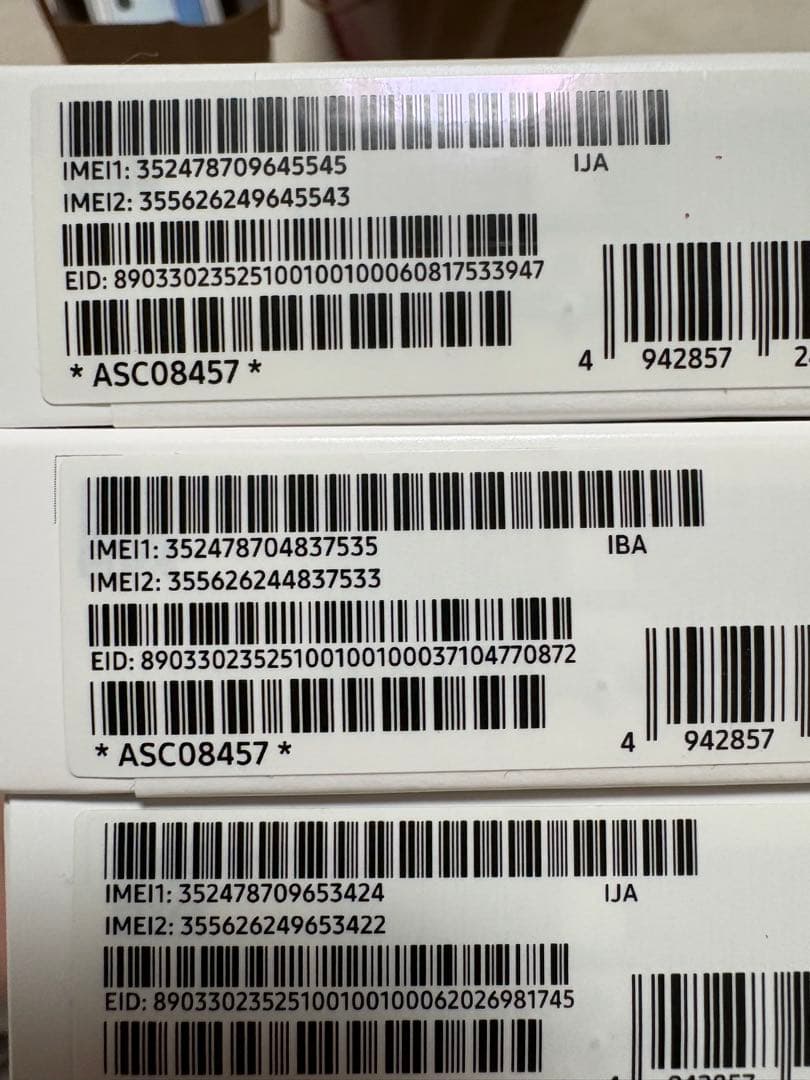 IMEI1: 352478709645545
IJA
IMEI2: 355626249645543
EID: 89033023525100100100060817533947
* ASC08457 *
4 942857 2
IMEI1: 352478704837535
IBA
IMEI2: 355626244837533
EID: 89033023525100100100037104770872
* ASC08457 *
4 942857
IMEI1: 352478709653424
IJA
IMEI2: 355626249653422
EID: 89033023525100100100062026981745